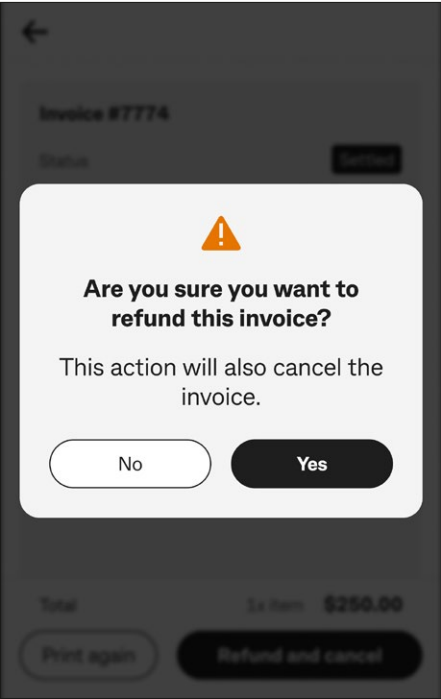 Invoice #7774
Status Settled
Are you sure you want to
refund this invoice?
This action will also cancel the
invoice.
No Yes
Total 1x Item $250.00
Print again Refund and cancel